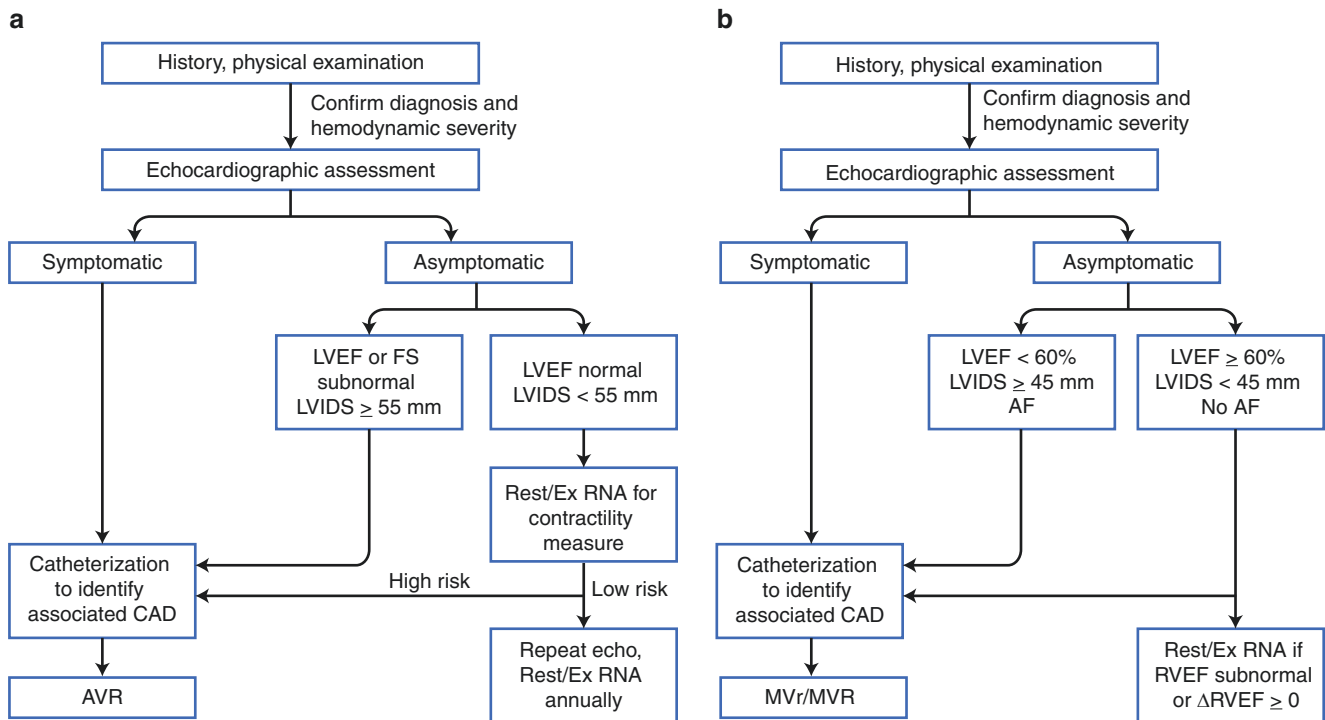 a
History, physical examination
Confirm diagnosis and
hemodynamic severity
Echocardiographic assessment
Symptomatic
Asymptomatic
LVEF or FS
subnormal
LVIDS ≥ 55 mm
LVEF normal
LVIDS < 55 mm
Rest/Ex RNA for
contractility
measure
Catheterization
to identify
associated CAD
High risk
Low risk
AVR
Repeat echo,
Rest/Ex RNA
annually
b
History, physical examination
Confirm diagnosis and
hemodynamic severity
Echocardiographic assessment
Symptomatic
Asymptomatic
LVEF < 60%
LVIDS ≥ 45 mm
AF
LVEF ≥ 60%
LVIDS < 45 mm
No AF
Catheterization
to identify
associated CAD
MVr/MVR
Rest/Ex RNA if
RVEF subnormal
or ΔRVEF ≥ 0